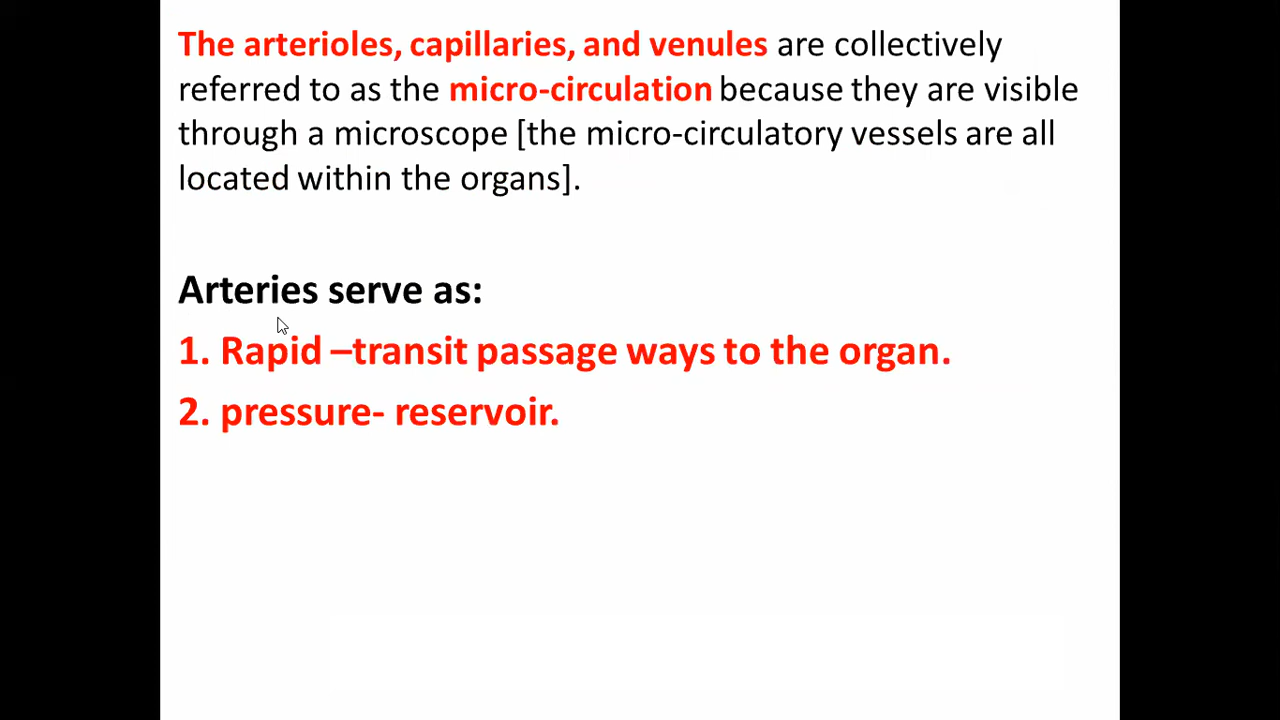 The arterioles, capillaries, and venules are collectively
referred to as the micro-circulation because they are visible
through a microscope [the micro-circulatory vessels are all
located within the organs].
Arteries serve as:
1. Rapid –transit passage ways to the organ.
2. pressure- reservoir.